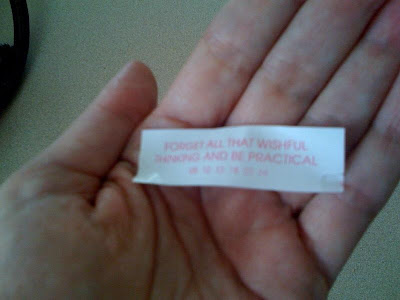 FORGET ALL THAT WISHFUL
THINKING AND BE PRACTICAL